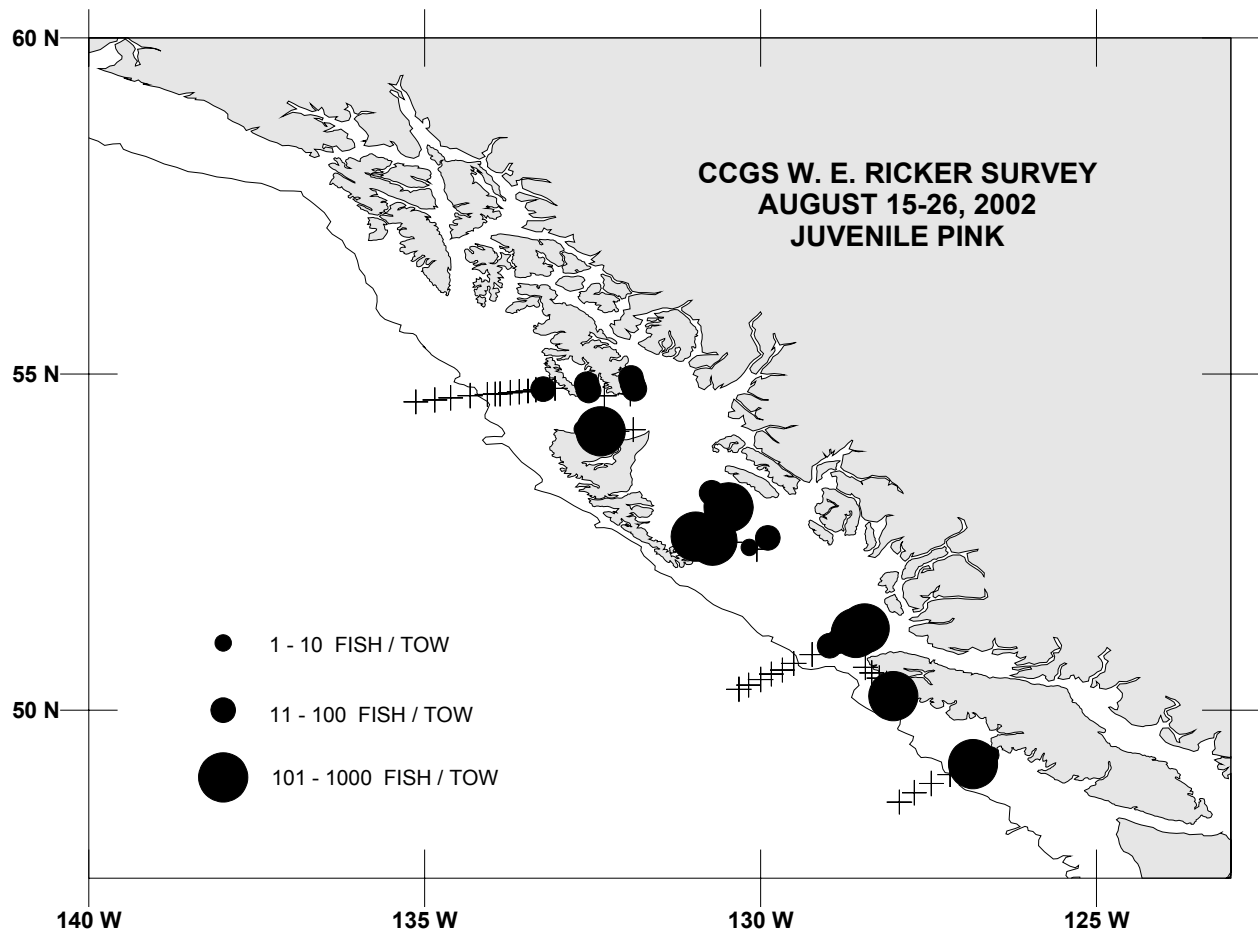 60 N
CCGS W. E. RICKER SURVEY
AUGUST 15-26, 2002
JUVENILE PINK
55 N
1 - 10 FISH / TOW
50 N
11 - 100 FISH / TOW
101 - 1000 FISH / TOW
140 W
135 W
130 W
125 W